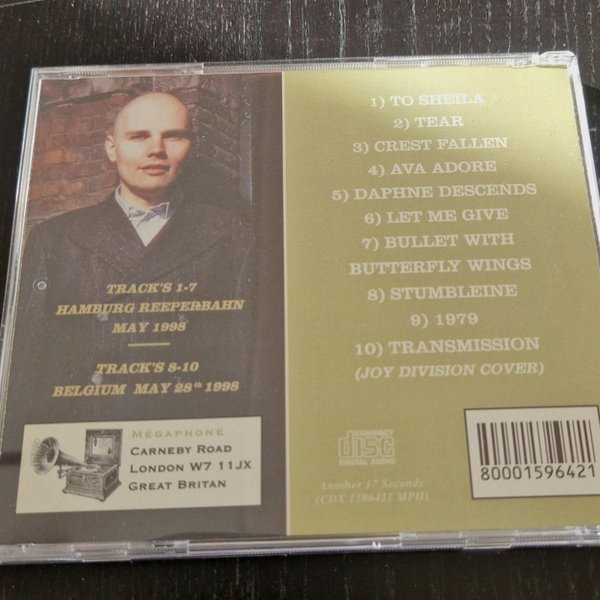 TRACK'S 1-7
HAMBURG REEPERBAHN
MAY 1998
TRACK'S 8-10
BELGIUM MAY 28th 1998
MEGAPHONE
CARNEBY ROAD
LONDON W7 11JX
GREAT BRITAN
1) TO SHEILA
2) TEAR
3) CREST FALLEN
4) AVA ADORE
5) DAPHNE DESCENDS
6) LET ME GIVE
7) BULLET WITH
BUTTERFLY WINGS
8) STUMBLEINE
9) 1979
10) TRANSMISSION
(JOY DIVISION COVER)
COMPACT
disc
DIGITAL AUDIO
Another 17 Seconds
(CDX 1596421 MPH)
80001596421